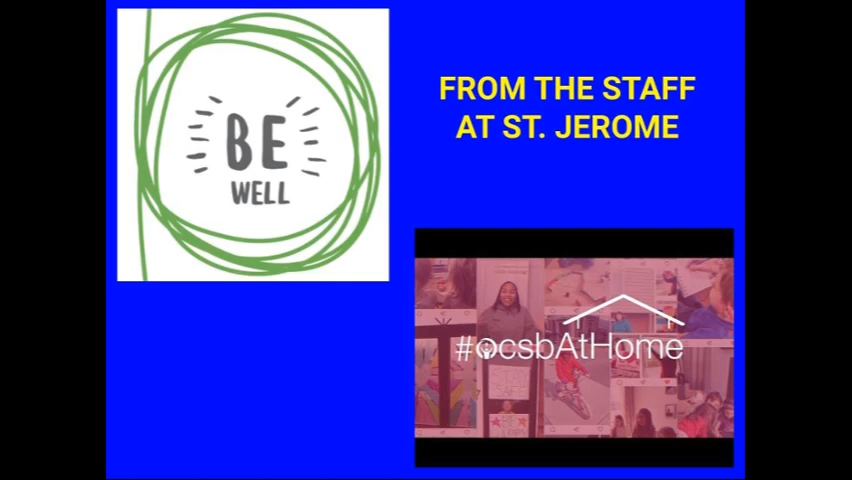 BE
WELL
FROM THE STAFF
AT ST. JEROME
#ocsbAtHome